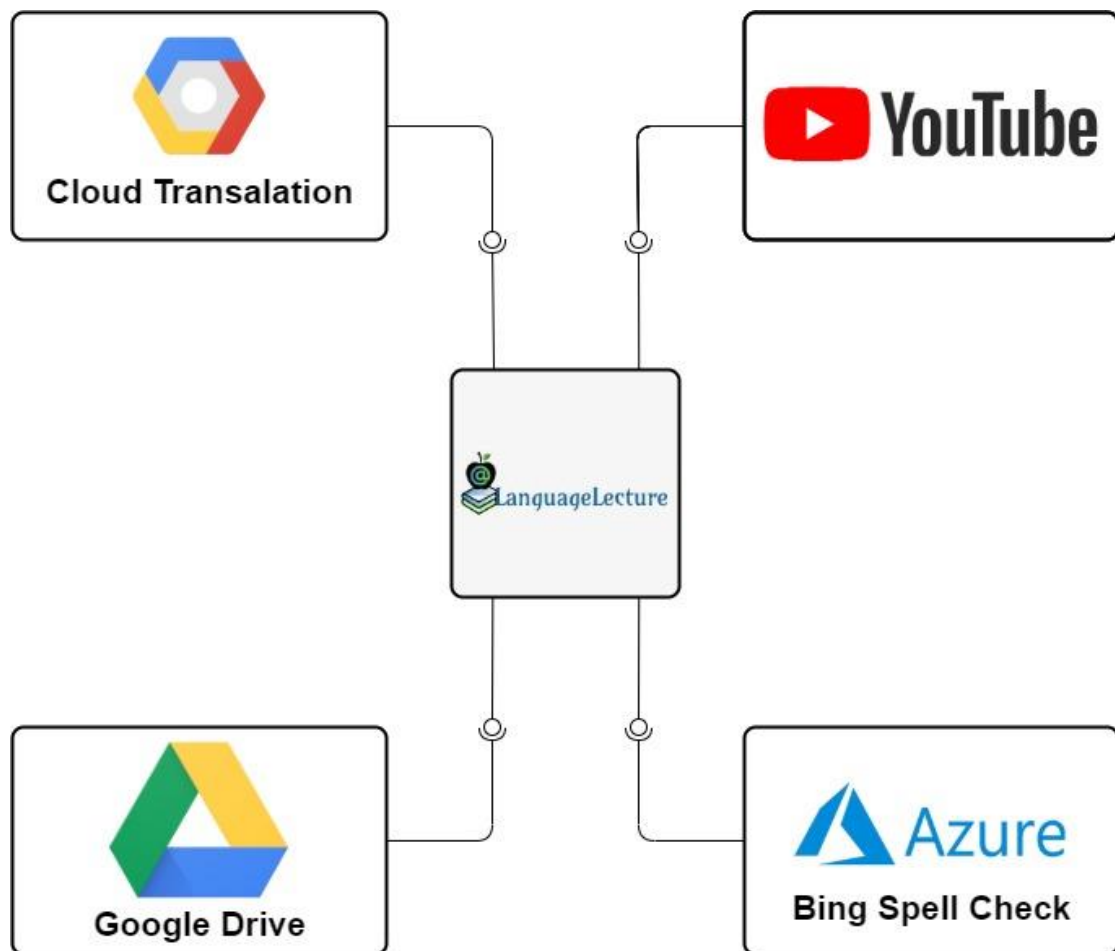 Cloud Transalation
YouTube
@
LanguageLecture
Google Drive
Azure
Bing Spell Check